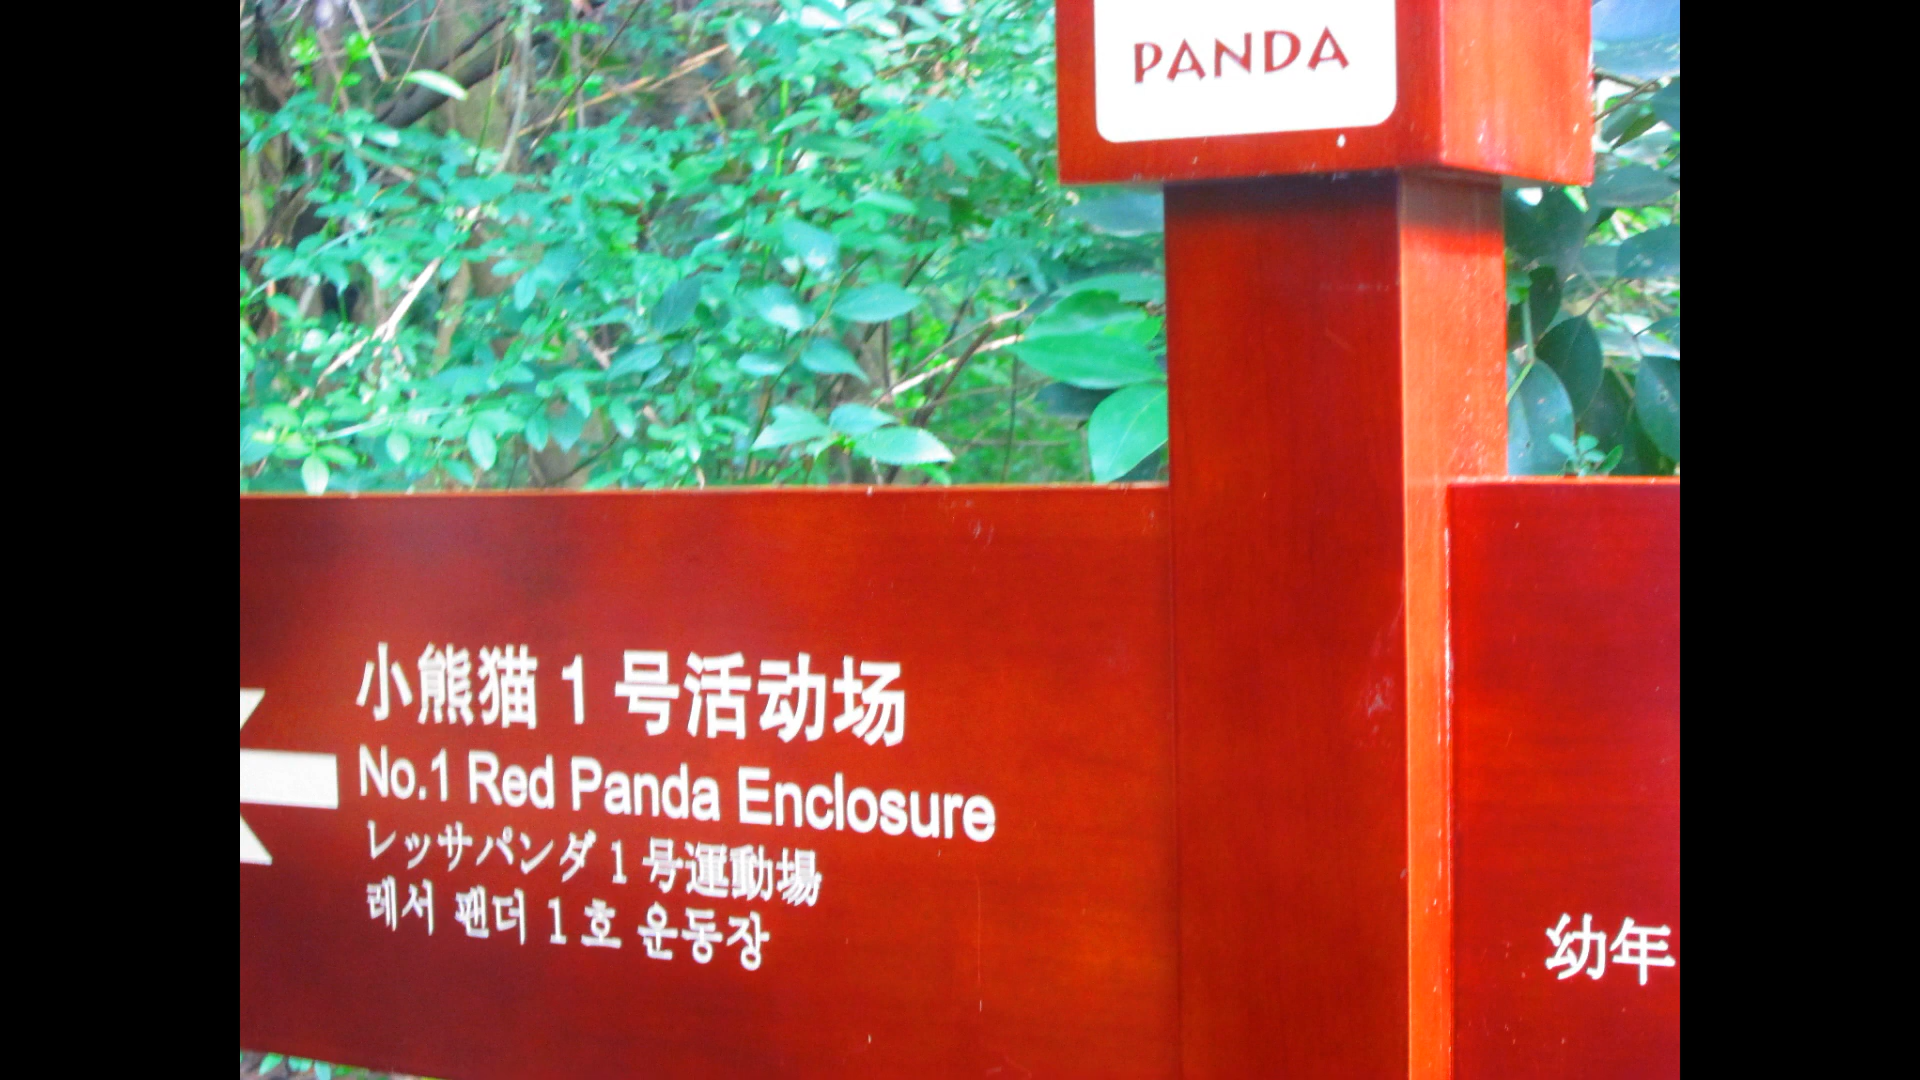 PANDA
小熊猫 1 号活动场
No.1 Red Panda Enclosure
レッサパンダ 1 号運動場
레서 팬더 1 호 운동장
幼年